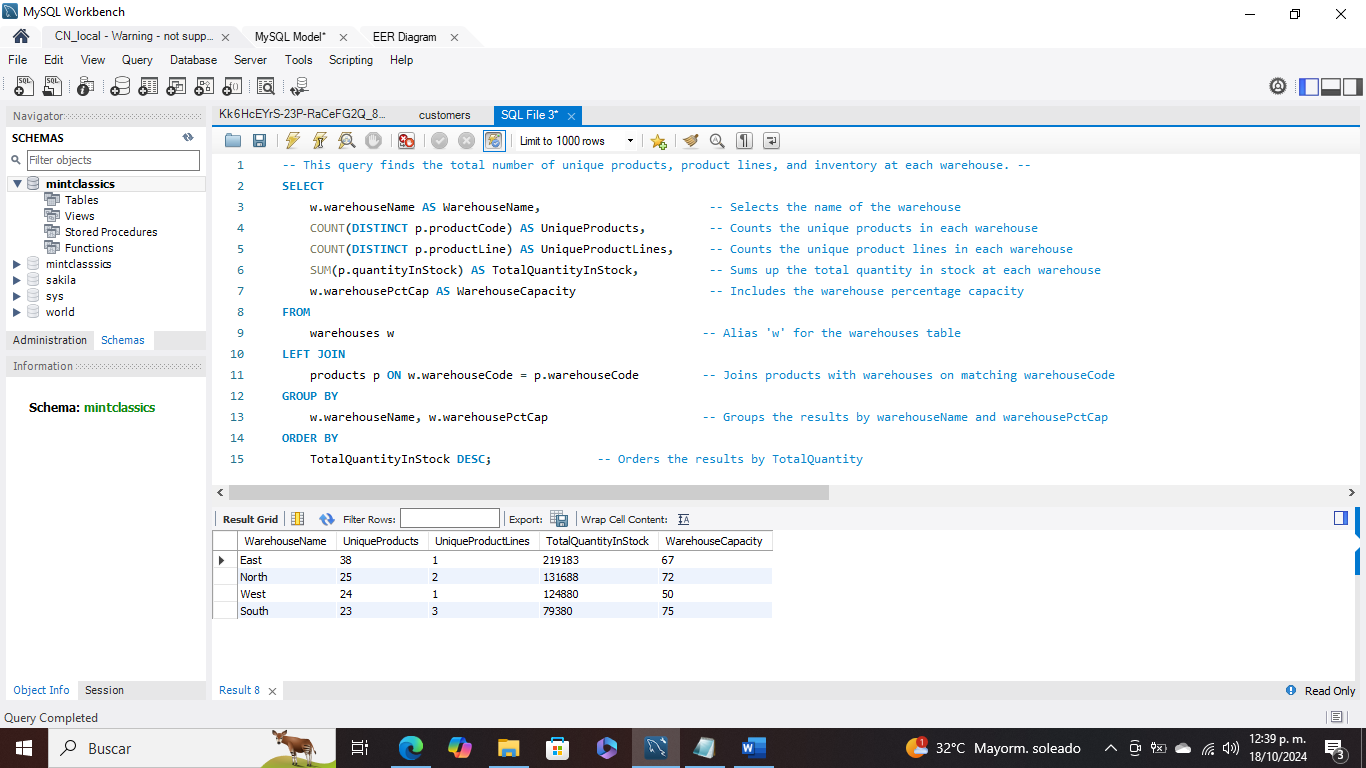 MySQL Workbench
CN_local - Warning - not supp... MySQL Model* EER Diagram
File Edit View Query Database Server Tools Scripting Help
Navigator
SCHEMAS
Filter objects
mintclassics
Tables
Views
Stored Procedures
Functions
mintclasssics
sakila
sys
world
Administration Schemas
Information
Schema: mintclassics
Object Info Session
Kk6HcEYrS-23P-RaCeFG2Q_8... customers SQL File 3*
Limit to 1000 rows
1 -- This query finds the total number of unique products, product lines, and inventory at each warehouse. --
2 SELECT
3 w.warehouseName AS WarehouseName, -- Selects the name of the warehouse
4 COUNT(DISTINCT p.productCode) AS UniqueProducts, -- Counts the unique products in each warehouse
5 COUNT(DISTINCT p.productLine) AS UniqueProductLines, -- Counts the unique product lines in each warehouse
6 SUM(p.quantityInStock) AS TotalQuantityInStock, -- Sums up the total quantity in stock at each warehouse
7 w.warehousePctCap AS WarehouseCapacity -- Includes the warehouse percentage capacity
8 FROM
9 warehouses w -- Alias 'w' for the warehouses table
10 LEFT JOIN
11 products p ON w.warehouseCode = p.warehouseCode -- Joins products with warehouses on matching warehouseCode
12 GROUP BY
13 w.warehouseName, w.warehousePctCap -- Groups the results by warehouseName and warehousePctCap
14 ORDER BY
15 TotalQuantityInStock DESC; -- Orders the results by TotalQuantity
Result Grid Filter Rows: Export: Wrap Cell Content:
WarehouseName UniqueProducts UniqueProductLines TotalQuantityInStock WarehouseCapacity
East 38 1 219183 67
North 25 2 131688 72
West 24 1 124880 50
South 23 3 79380 75
Result 8 Read Only
Query Completed
Buscar 32°C Mayorm. soleado 12:39 p. m.
18/10/2024